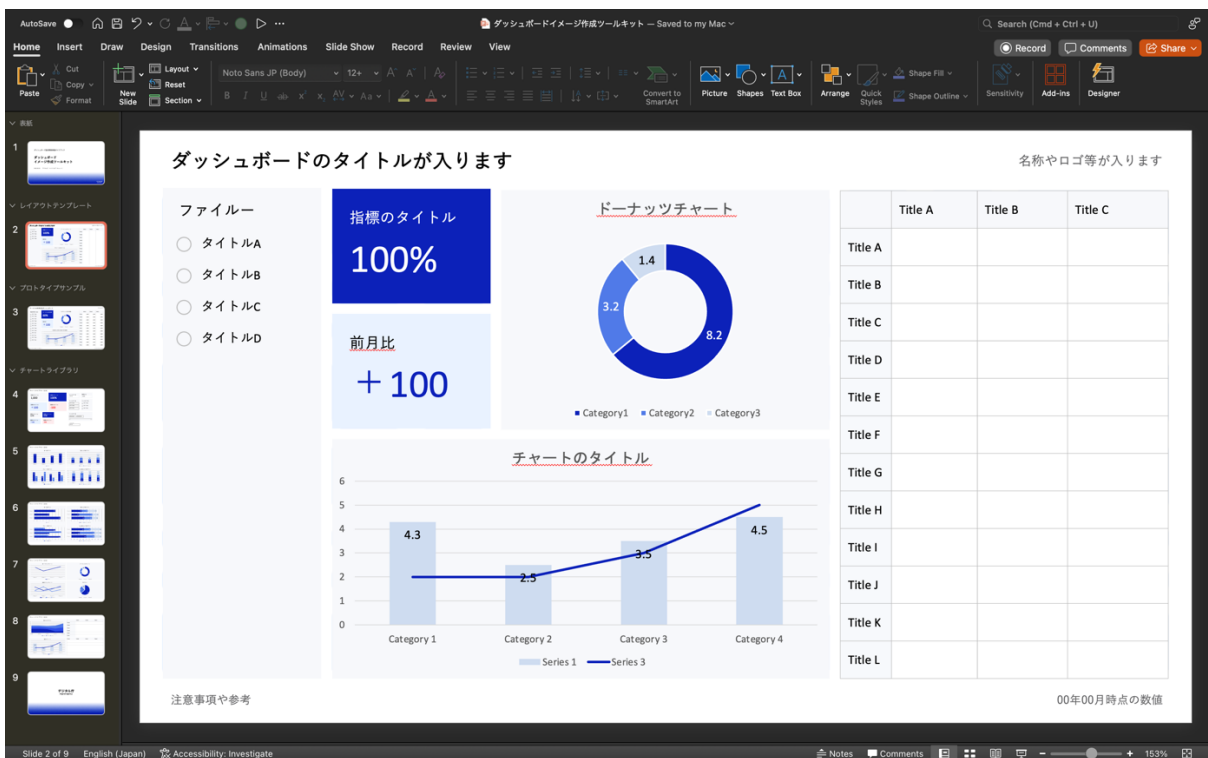 AutoSave
ダッシュボードイメージ作成ツールキット — Saved to my Mac
Search (Cmd + Ctrl + U)
Home Insert Draw Design Transitions Animations Slide Show Record Review View
Record Comments Share
Paste
Cut
Copy
Format
New Slide
Layout
Reset
Section
Noto Sans JP (Body) 12+
Convert to SmartArt
Picture Shapes Text Box
Arrange Quick Styles
Shape Fill
Shape Outline
Sensitivity Add-ins Designer
表紙
1
レイアウトテンプレート
2
プロトタイプサンプル
3
チャートライブラリ
4
5
6
7
8
9
ダッシュボードのタイトルが入ります
名称やロゴ等が入ります
ファイルー
タイトルA
タイトルB
タイトルC
タイトルD
指標のタイトル
100%
前月比
+100
ドーナッツチャート
1.4
3.2
8.2
Category1 Category2 Category3
チャートのタイトル
6
5
4
3
2
1
0
4.3
2.5
3.5
4.5
Category 1 Category 2 Category 3 Category 4
Series 1 Series 3
Title A Title B Title C
Title A
Title B
Title C
Title D
Title E
Title F
Title G
Title H
Title I
Title J
Title K
Title L
注意事項や参考
00年00月時点の数値
Slide 2 of 9 English (Japan) Accessibility: Investigate
Notes Comments 153%